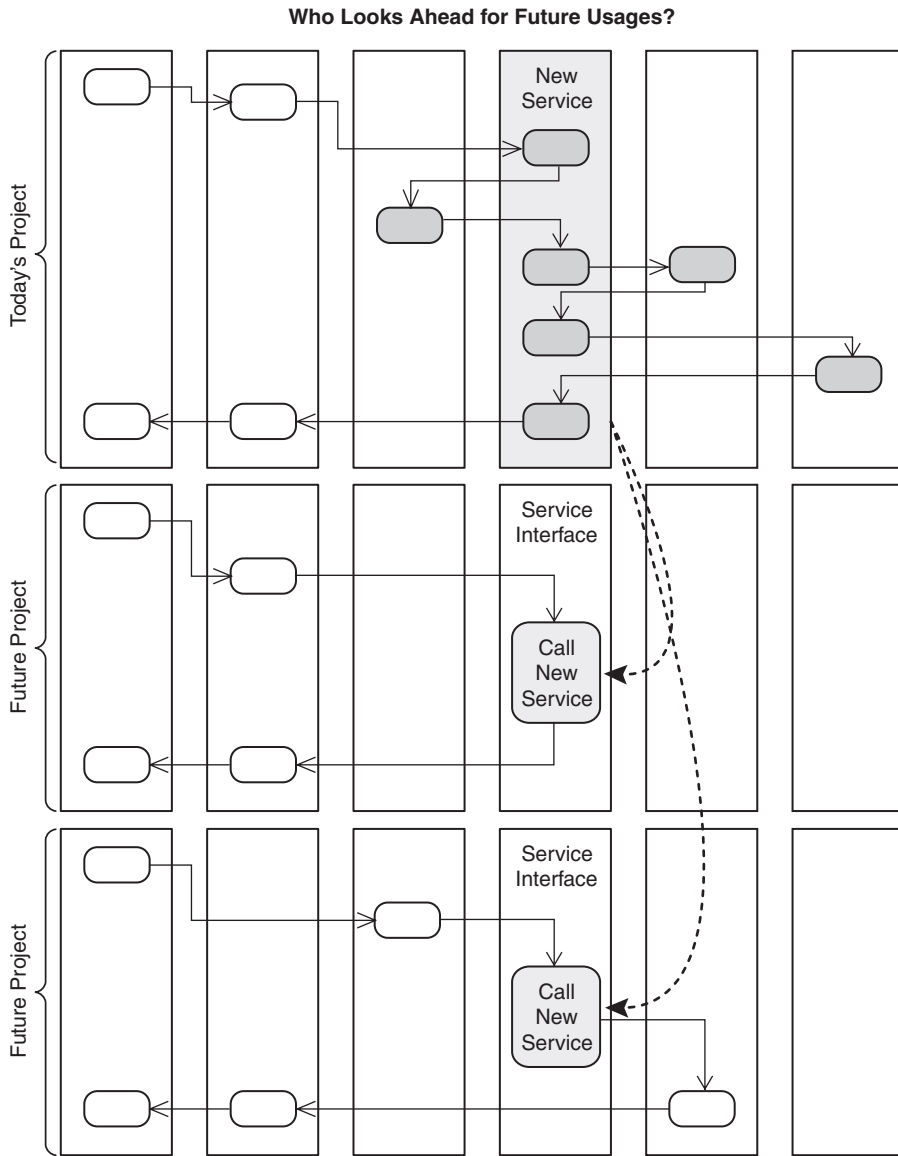 Who Looks Ahead for Future Usages?
Today's Project
New
Service
Future Project
Service
Interface
Call
New
Service
Future Project
Service
Interface
Call
New
Service